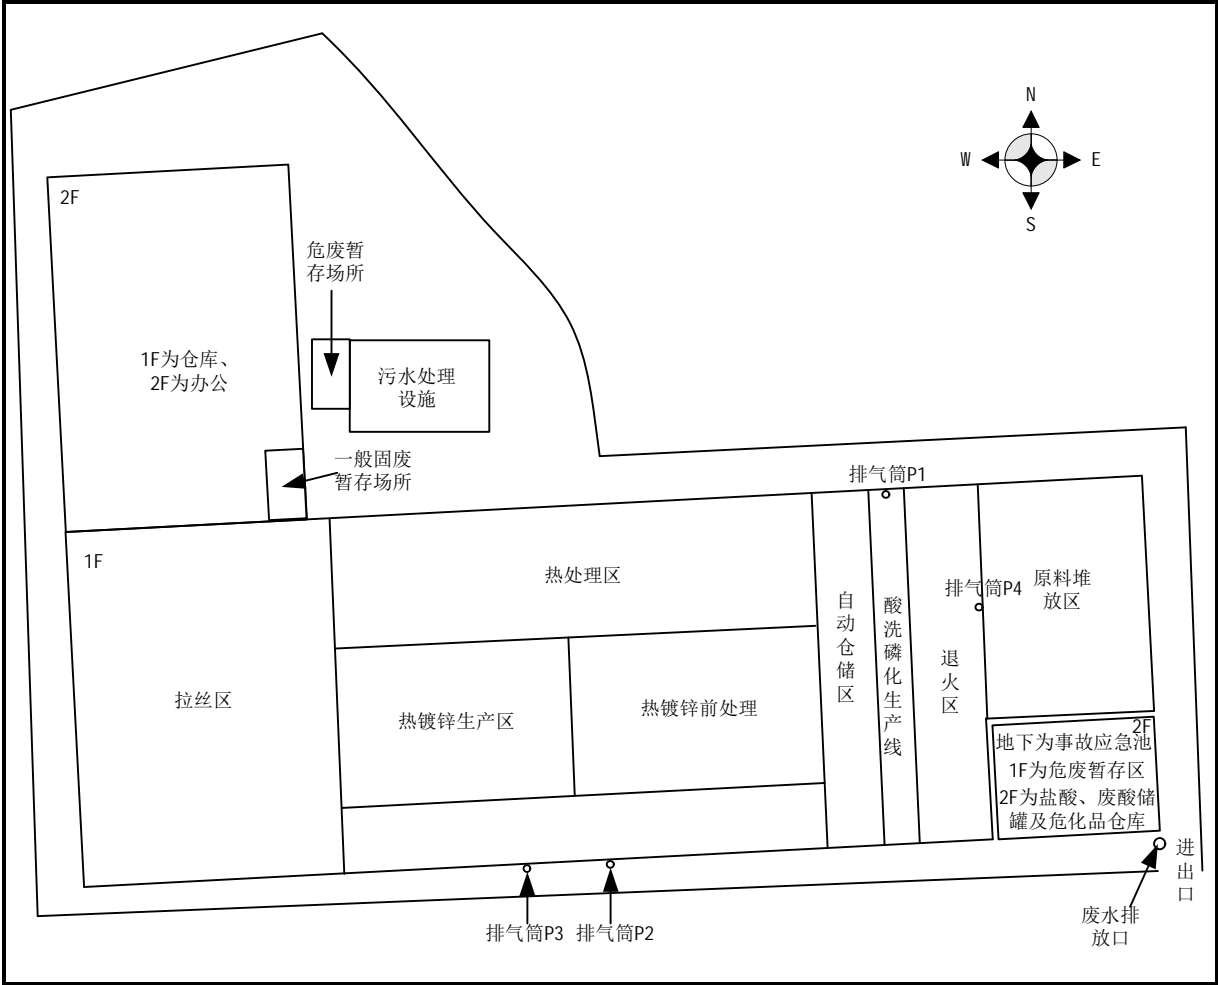 N
W
E
S
2F
危废暂
存场所
1F为仓库、
2F为办公
污水处理
设施
一般固废
暂存场所
排气筒P1
1F
热处理区
排气筒P4
原料堆
放区
自动仓储区
酸洗磷化生产线
退火区
拉丝区
热镀锌生产区
热镀锌前处理
2F
地下为事故应急池
1F为危废暂存区
2F为盐酸、废酸储
罐及危化品仓库
进出口
废水排
放口
排气筒P3
排气筒P2